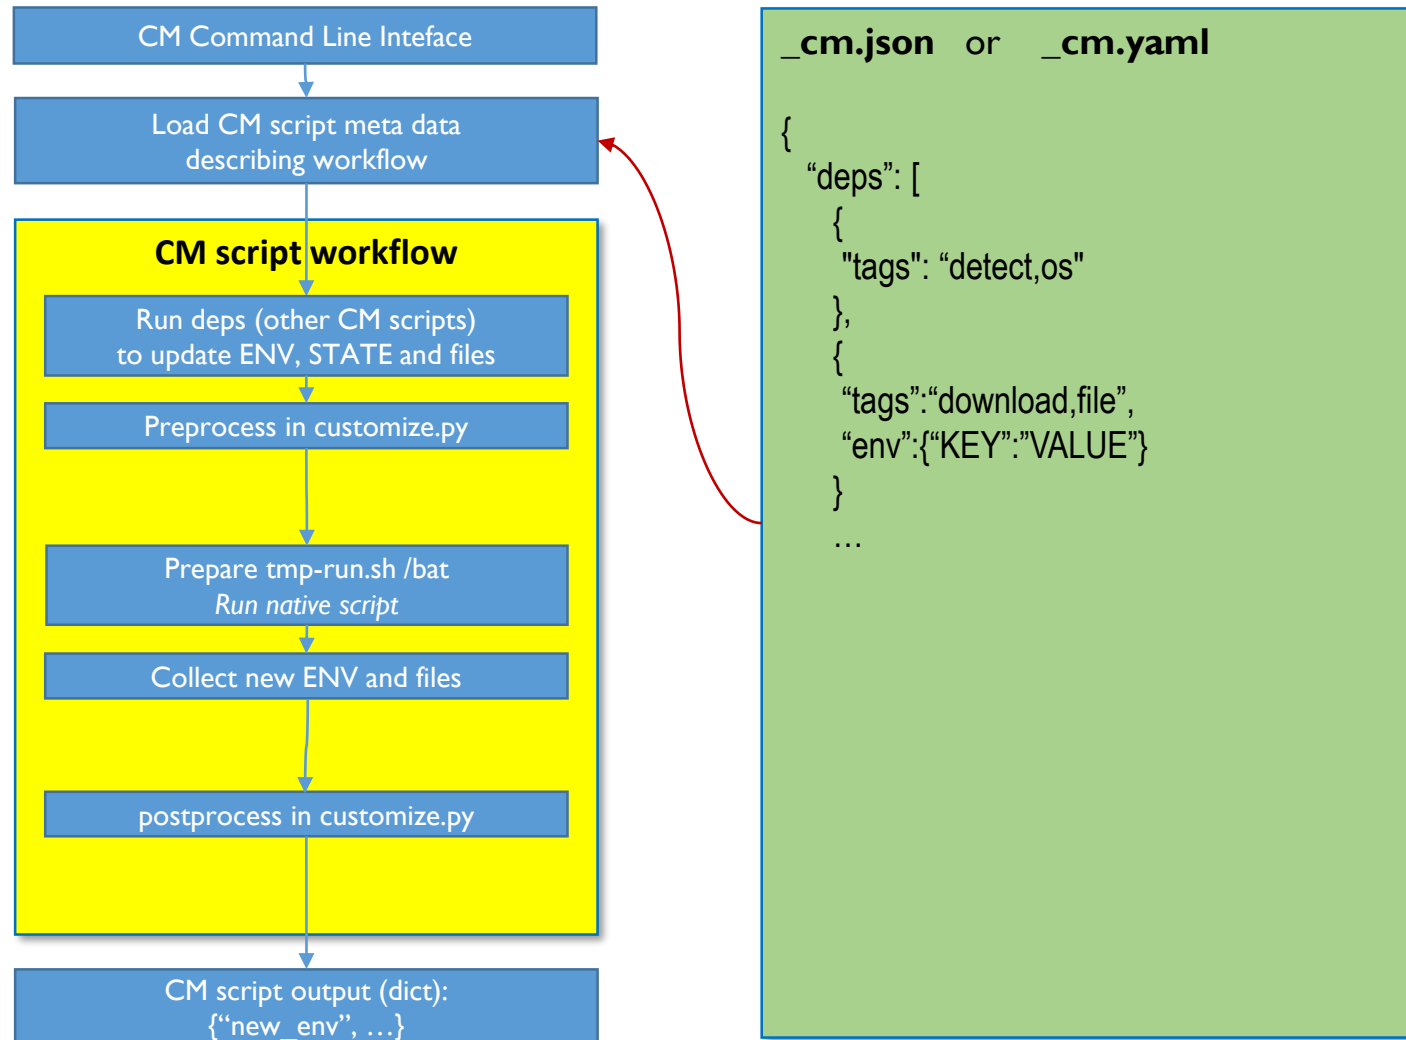 CM Command Line Inteface
Load CM script meta data
describing workflow
CM script workflow
Run deps (other CM scripts)
to update ENV, STATE and files
Preprocess in customize.py
Prepare tmp-run.sh /bat
Run native script
Collect new ENV and files
postprocess in customize.py
CM script output (dict):
{“new_env”, …}
_cm.json or _cm.yaml
{
“deps”: [
{
"tags": “detect,os"
},
{
“tags”:“download,file”,
“env”:{“KEY”:”VALUE”}
}
…